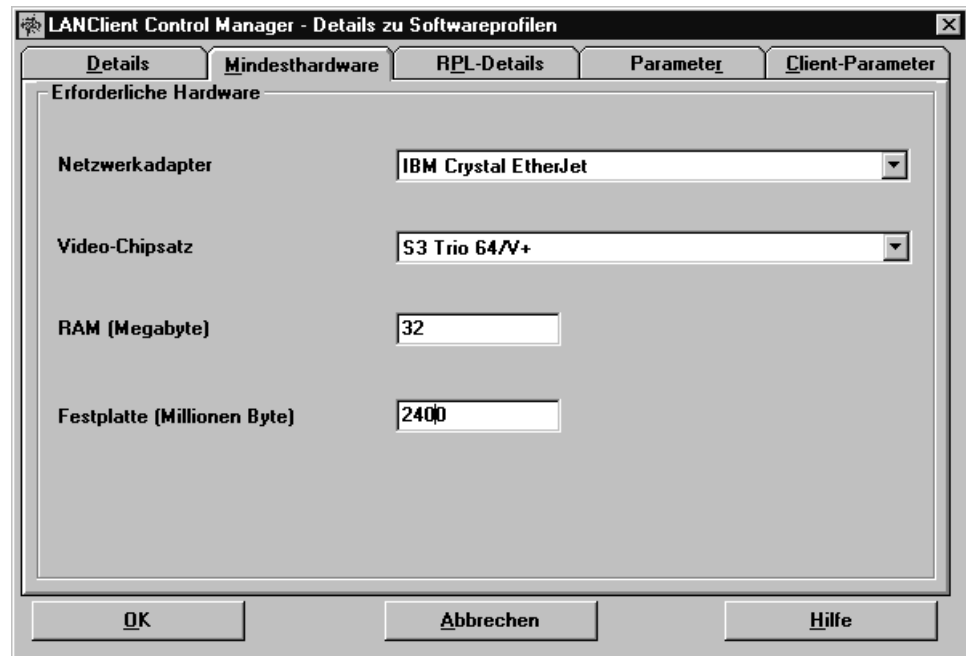 LANClient Control Manager - Details zu Softwareprofilen
Details Mindesthardware RPL-Details Parameter Client-Parameter
Erforderliche Hardware
Netzwerkadapter IBM Crystal EtherJet
Video-Chipsatz S3 Trio 64/V+
RAM (Megabyte) 32
Festplatte (Millionen Byte) 2400
OK Abbrechen Hilfe